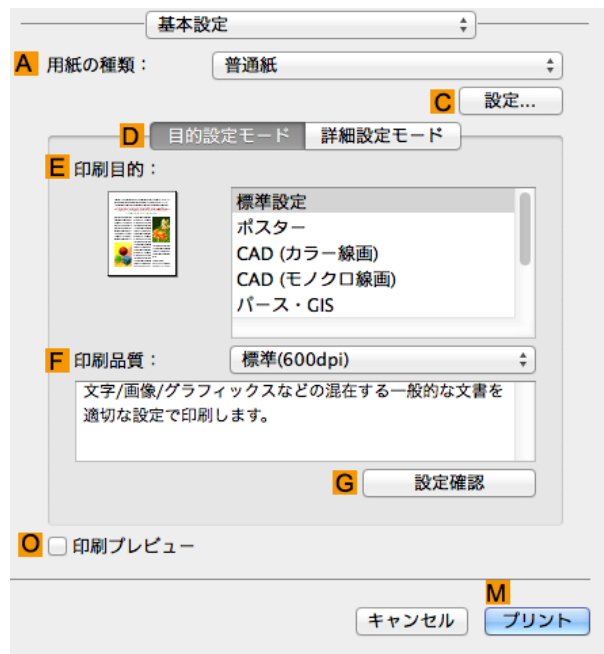 基本設定
A 用紙の種類： 普通紙
C 設定...
D 目的設定モード 詳細設定モード
E 印刷目的：
標準設定
ポスター
CAD (カラー線画)
CAD (モノクロ線画)
パース・GIS
F 印刷品質： 標準(600dpi)
文字/画像/グラフィックスなどの混在する一般的な文書を
適切な設定で印刷します。
G 設定確認
O 印刷プレビュー
M
キャンセル プリント